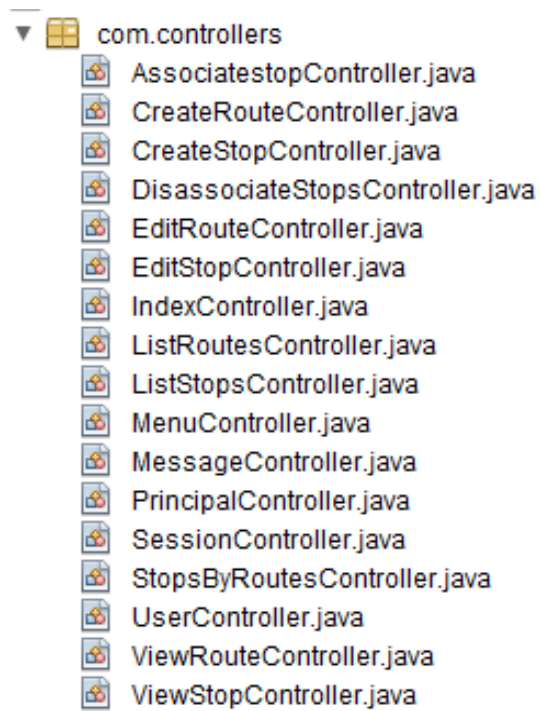 com.controllers
AssociatestopController.java
CreateRouteController.java
CreateStopController.java
DisassociateStopsController.java
EditRouteController.java
EditStopController.java
IndexController.java
ListRoutesController.java
ListStopsController.java
MenuController.java
MessageController.java
PrincipalController.java
SessionController.java
StopsByRoutesController.java
UserController.java
ViewRouteController.java
ViewStopController.java